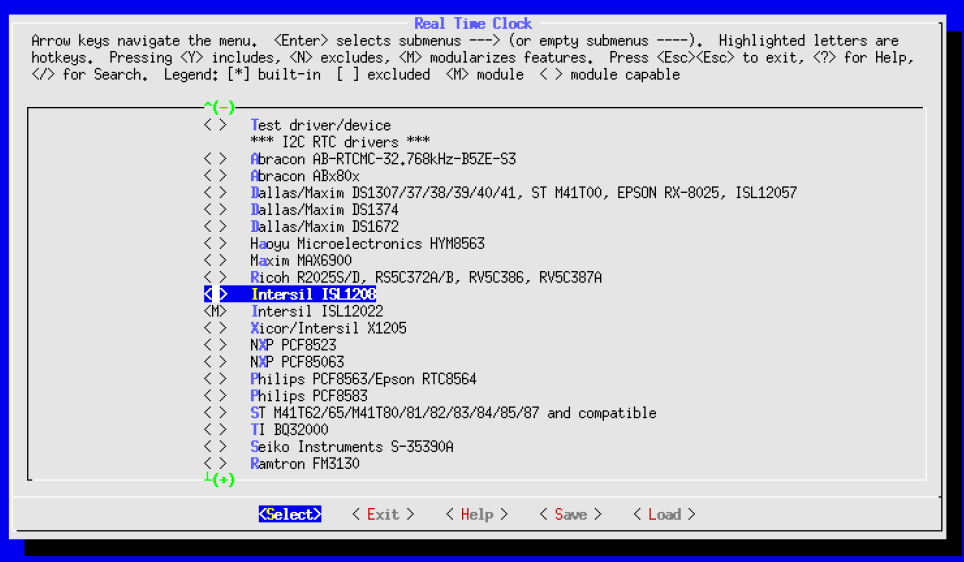 Real Time Clock
Arrow keys navigate the menu.  <Enter> selects submenus ---> (or empty submenus ----).  Highlighted letters are
hotkeys.  Pressing <Y> includes, <N> excludes, <M> modularizes features.  Press <Esc><Esc> to exit, <?> for Help,
</> for Search.  Legend: [*] built-in  [ ] excluded  <M> module  < > module capable
^(-)
< >   Test driver/device
*** I2C RTC drivers ***
< >   Abracon AB-RTCMC-32.768kHz-B5ZE-S3
< >   Abracon ABx80x
< >   Dallas/Maxim DS1307/37/38/39/40/41, ST M41T00, EPSON RX-8025, ISL12057
< >   Dallas/Maxim DS1374
< >   Dallas/Maxim DS1672
< >   Haoyu Microelectronics HYM8563
< >   Maxim MAX6900
< >   Ricoh R2025S/D, RS5C372A/B, RV5C386, RV5C387A
< >   Intersil ISL1208
<M>   Intersil ISL12022
< >   Xicor/Intersil X1205
< >   NXP PCF8523
< >   NXP PCF85063
< >   Philips PCF8563/Epson RTC8564
< >   Philips PCF8583
< >   ST M41T62/65/M41T80/81/82/83/84/85/87 and compatible
< >   TI BQ32000
< >   Seiko Instruments S-35390A
< >   Ramtron FM3130
┴(+)
<Select>    < Exit >    < Help >    < Save >    < Load >